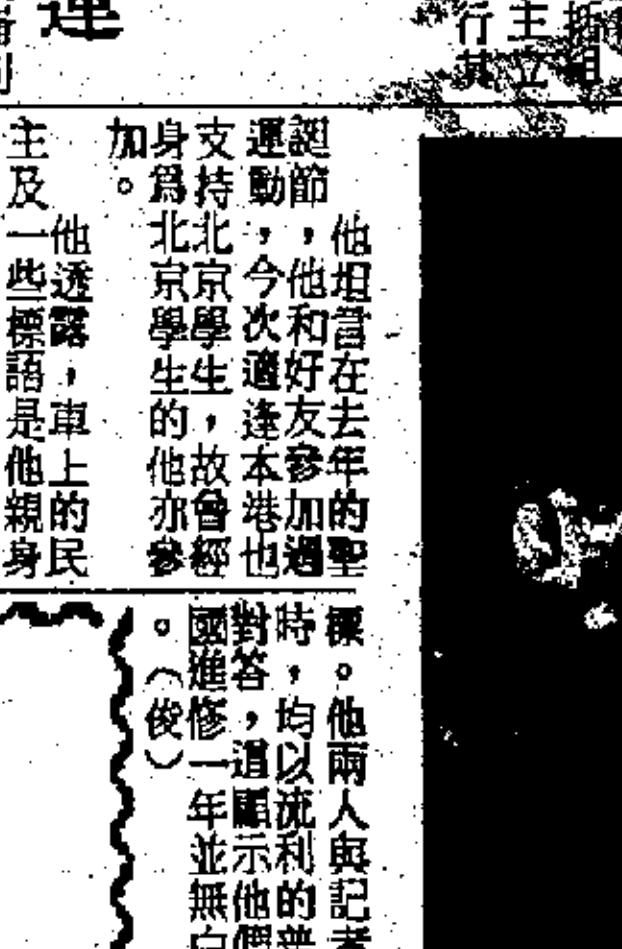 主立
行其
運
他坦言在去年的聖
誕節,他和好友參加過
運動,今次適逢本港也
支持北京學生,故曾經
身爲北京學生的他亦參
加。
他透露,車上的民
主及一些標語是他親身
標。他兩人與記者
時,均以流利的普
對答,這顯示他們
國進修一年並無白
。(俊)